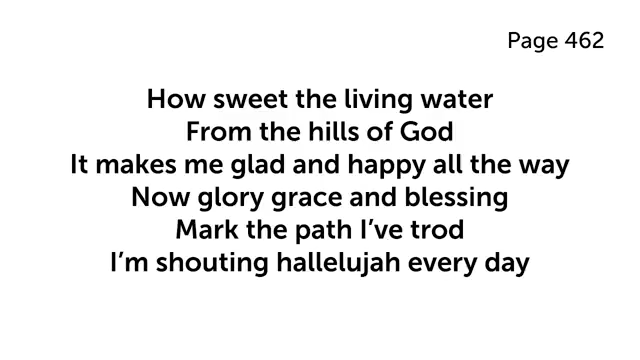 Page 462
How sweet the living water
From the hills of God
It makes me glad and happy all the way
Now glory grace and blessing
Mark the path I’ve trod
I’m shouting hallelujah every day